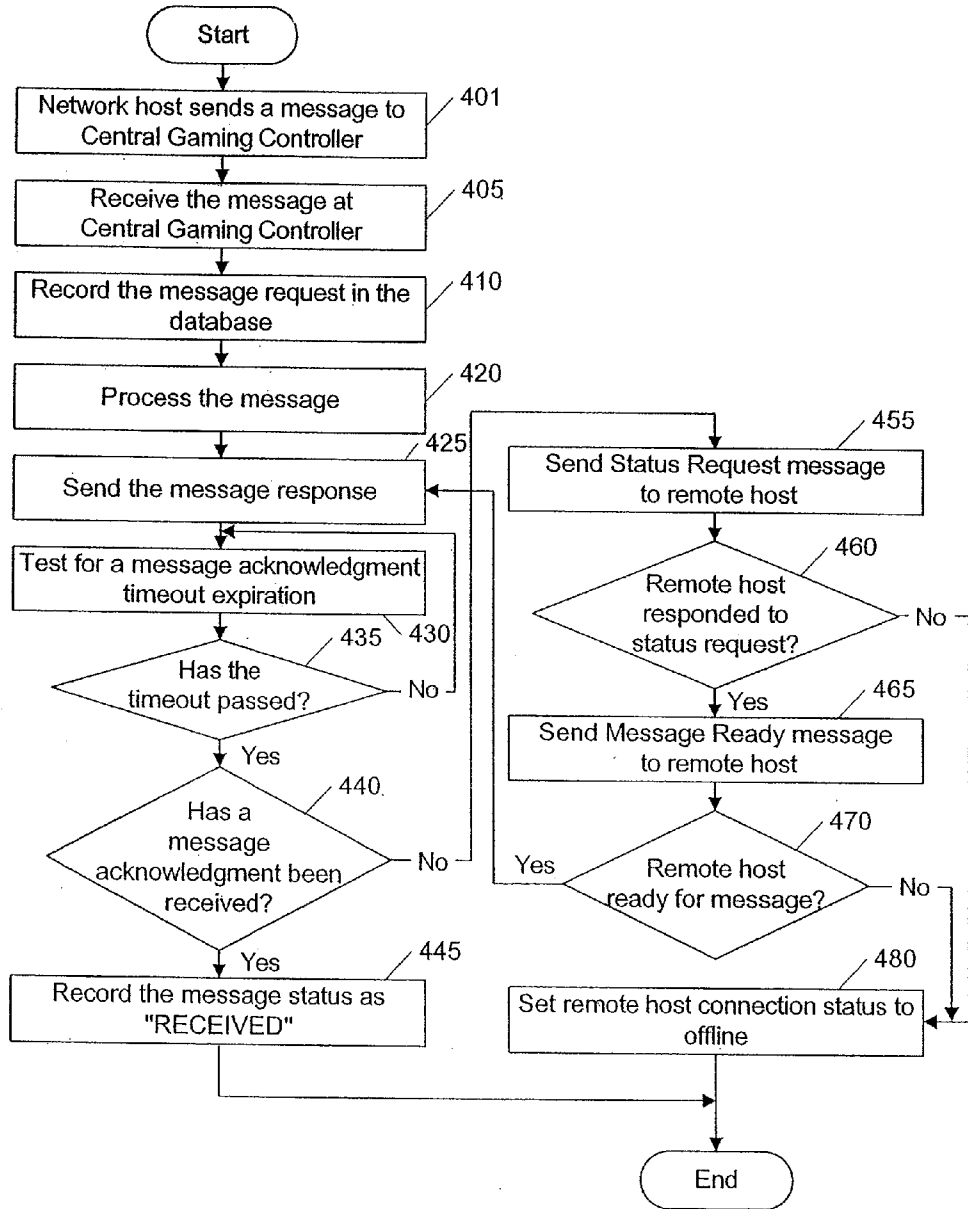 Start
Network host sends a message to
Central Gaming Controller
401
Receive the message at
Central Gaming Controller
405
Record the message request in the
database
410
Process the message
420
Send the message response
425
Test for a message acknowledgment
timeout expiration
430
Has the
timeout passed?
435
No
Yes
Has a
message
acknowledgment been
received?
440
No
Yes
Record the message status as
"RECEIVED"
445
Send Status Request message
to remote host
455
Remote host
responded to
status request?
460
No
Yes
Send Message Ready message
to remote host
465
Remote host
ready for message?
470
Yes
No
Set remote host connection status to
offline
480
End